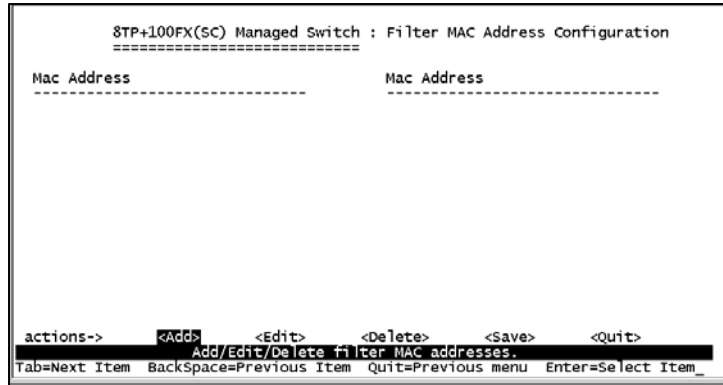 8TP+100FX(SC) Managed Switch : Filter MAC Address Configuration
============================
Mac Address Mac Address
------------------------------- -------------------------------
actions-> <Add> <Edit> <Delete> <Save> <Quit>
Add/Edit/Delete filter MAC addresses.
Tab=Next Item BackSpace=Previous Item Quit=Previous menu Enter=Select Item_